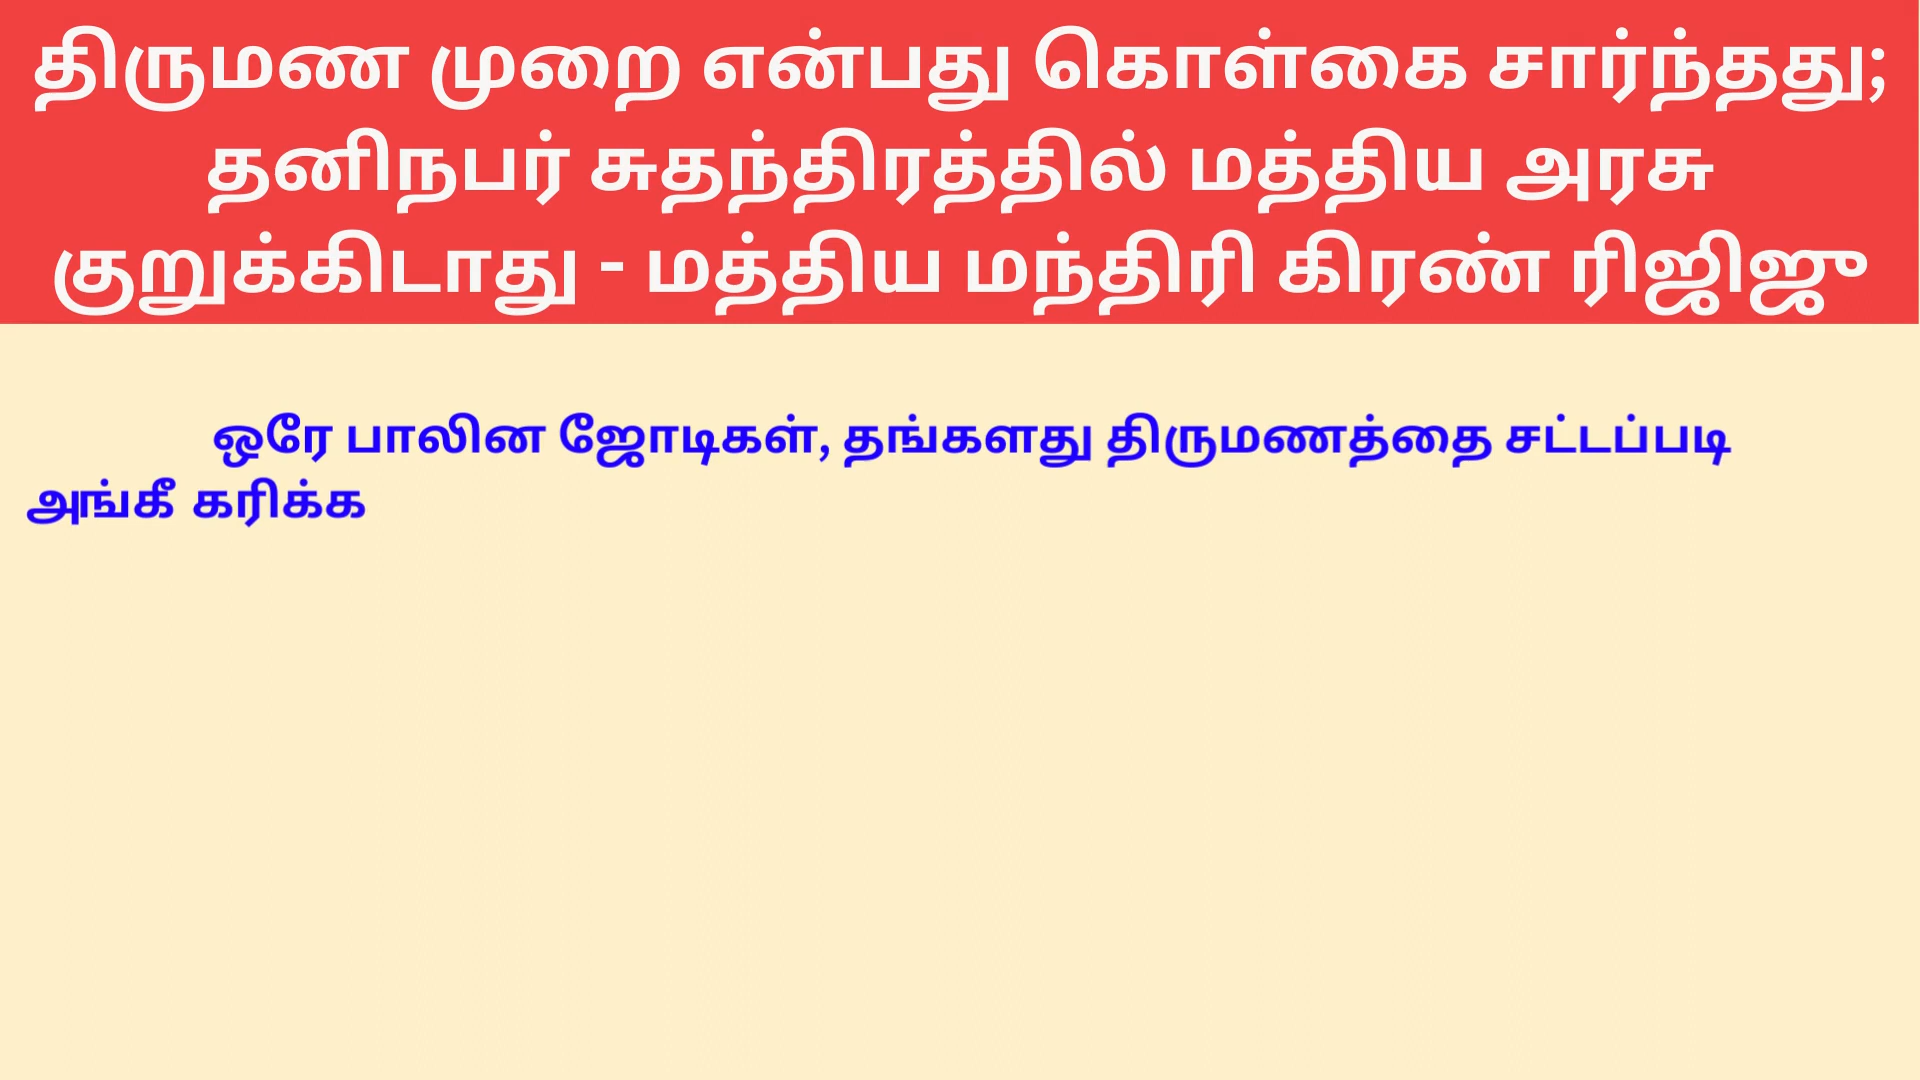 திருமண முறை என்பது கொள்கை சார்ந்தது;
தனிநபர் சுதந்திரத்தில் மத்திய அரசு
குறுக்கிடாது - மத்திய மந்திரி கிரண் ரிஜிஜு
ஒரே பாலின ஜோடிகள், தங்களது திருமணத்தை சட்டப்படி
அங்கீ கரிக்க